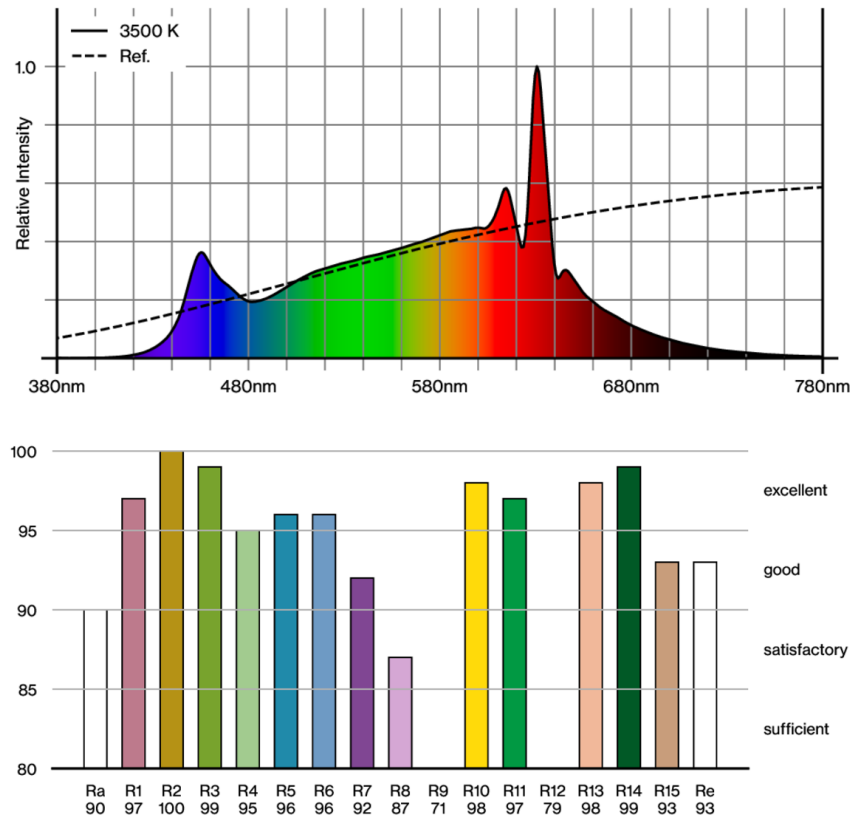 3500 K
Ref.
1.0
Relative Intensity
380nm 480nm 580nm 680nm 780nm
100
excellent
95
good
90
satisfactory
85
sufficient
80
Ra R1 R2 R3 R4 R5 R6 R7 R8 R9 R10 R11 R12 R13 R14 R15 Re
90 97 100 99 95 96 96 92 87 71 98 97 79 98 99 93 93